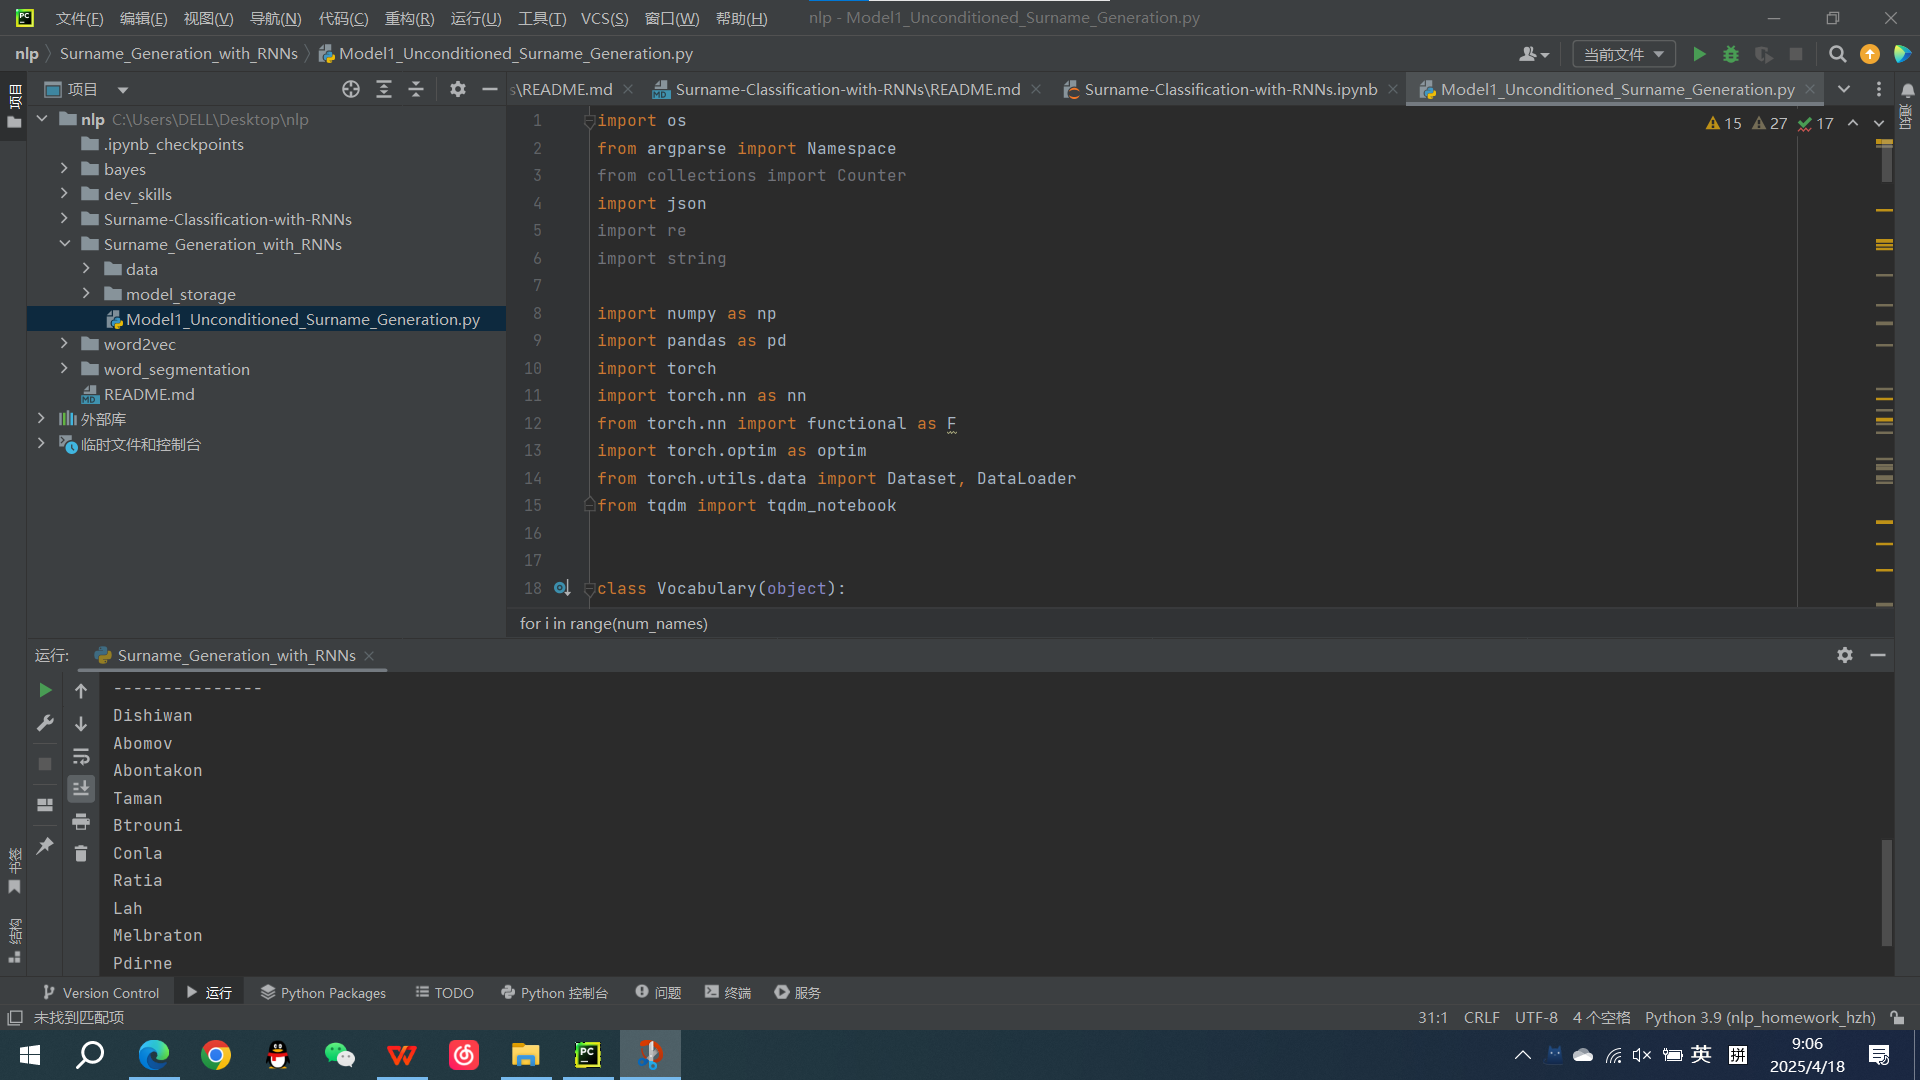 文件(F) 编辑(E) 视图(V) 导航(N) 代码(C) 重构(R) 运行(U) 工具(T) VCS(S) 窗口(W) 帮助(H) nlp - Model1_Unconditioned_Surname_Generation.py
nlp Surname_Generation_with_RNNs Model1_Unconditioned_Surname_Generation.py 当前文件
项目
项目
s\README.md Surname-Classification-with-RNNs\README.md Surname-Classification-with-RNNs.ipynb Model1_Unconditioned_Surname_Generation.py
通知
nlp C:\Users\DELL\Desktop\nlp
.ipynb_checkpoints
bayes
dev_skills
Surname-Classification-with-RNNs
Surname_Generation_with_RNNs
data
model_storage
Model1_Unconditioned_Surname_Generation.py
word2vec
word_segmentation
README.md
外部库
临时文件和控制台
15 27 17
1 import os
2 from argparse import Namespace
3 from collections import Counter
4 import json
5 import re
6 import string
7
8 import numpy as np
9 import pandas as pd
10 import torch
11 import torch.nn as nn
12 from torch.nn import functional as F
13 import torch.optim as optim
14 from torch.utils.data import Dataset, DataLoader
15 from tqdm import tqdm_notebook
16
17
18 class Vocabulary(object):
for i in range(num_names)
运行: Surname_Generation_with_RNNs
---------------
Dishiwan
Abomov
Abontakon
Taman
Btrouni
Conla
Ratia
Lah
Melbraton
Pdirne
书签
结构
Version Control 运行 Python Packages TODO Python 控制台 问题 终端 服务
未找到匹配项 31:1 CRLF UTF-8 4 个空格 Python 3.9 (nlp_homework_hzh)
英 拼 9:06
2025/4/18